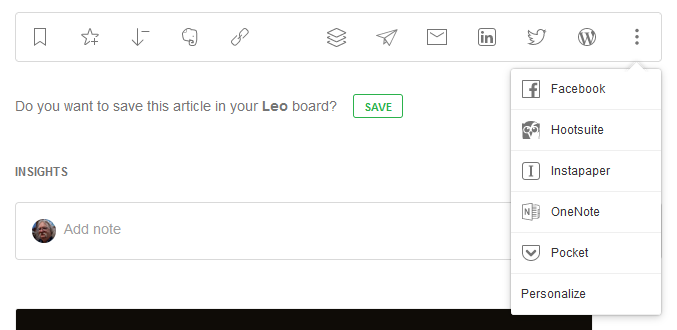 Facebook
Do you want to save this article in your Leo board? SAVE
Hootsuite
INSIGHTS
Instapaper
Add note
OneNote
Pocket
Personalize